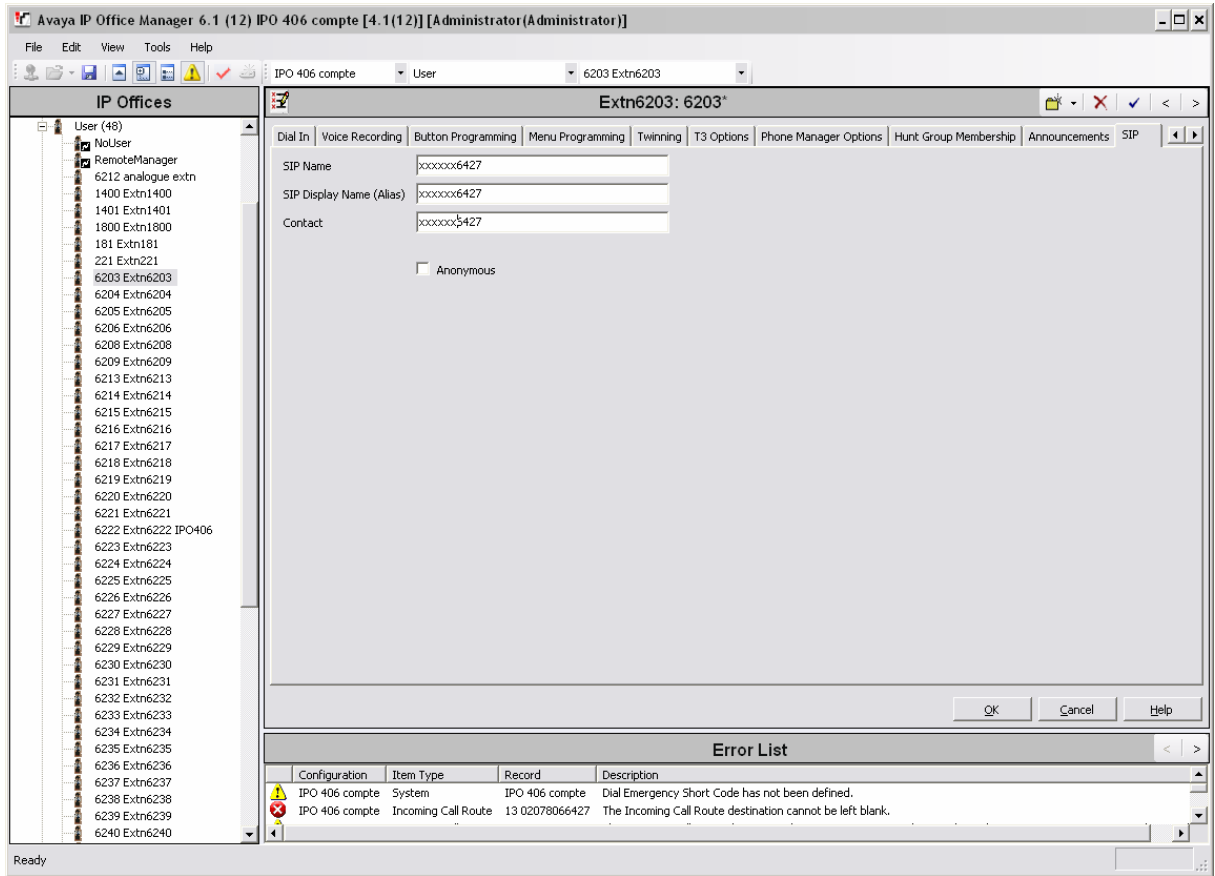 Avaya IP Office Manager 6.1 (12) IPO 406 compte [4.1(12)] [Administrator(Administrator)]
File Edit View Tools Help
IPO 406 compte User 6203 Extn6203
IP Offices
User (48)
NoUser
RemoteManager
6212 analogue extn
1400 Extn1400
1401 Extn1401
1800 Extn1800
181 Extn181
221 Extn221
6203 Extn6203
6204 Extn6204
6205 Extn6205
6206 Extn6206
6208 Extn6208
6209 Extn6209
6213 Extn6213
6214 Extn6214
6215 Extn6215
6216 Extn6216
6217 Extn6217
6218 Extn6218
6219 Extn6219
6220 Extn6220
6221 Extn6221
6222 Extn6222 IPO406
6223 Extn6223
6224 Extn6224
6225 Extn6225
6226 Extn6226
6227 Extn6227
6228 Extn6228
6229 Extn6229
6230 Extn6230
6231 Extn6231
6232 Extn6232
6233 Extn6233
6234 Extn6234
6235 Extn6235
6236 Extn6236
6237 Extn6237
6238 Extn6238
6239 Extn6239
6240 Extn6240
Extn6203: 6203*
Dial In Voice Recording Button Programming Menu Programming Twinning T3 Options Phone Manager Options Hunt Group Membership Announcements SIP
SIP Name xxxxxx6427
SIP Display Name (Alias) xxxxxx6427
Contact
Anonymous
OK Cancel Help
Error List
Configuration Item Type Record Description
IPO 406 compte System IPO 406 compte Dial Emergency Short Code has not been defined.
IPO 406 compte Incoming Call Route 13 02078066427 The Incoming Call Route destination cannot be left blank.
Ready